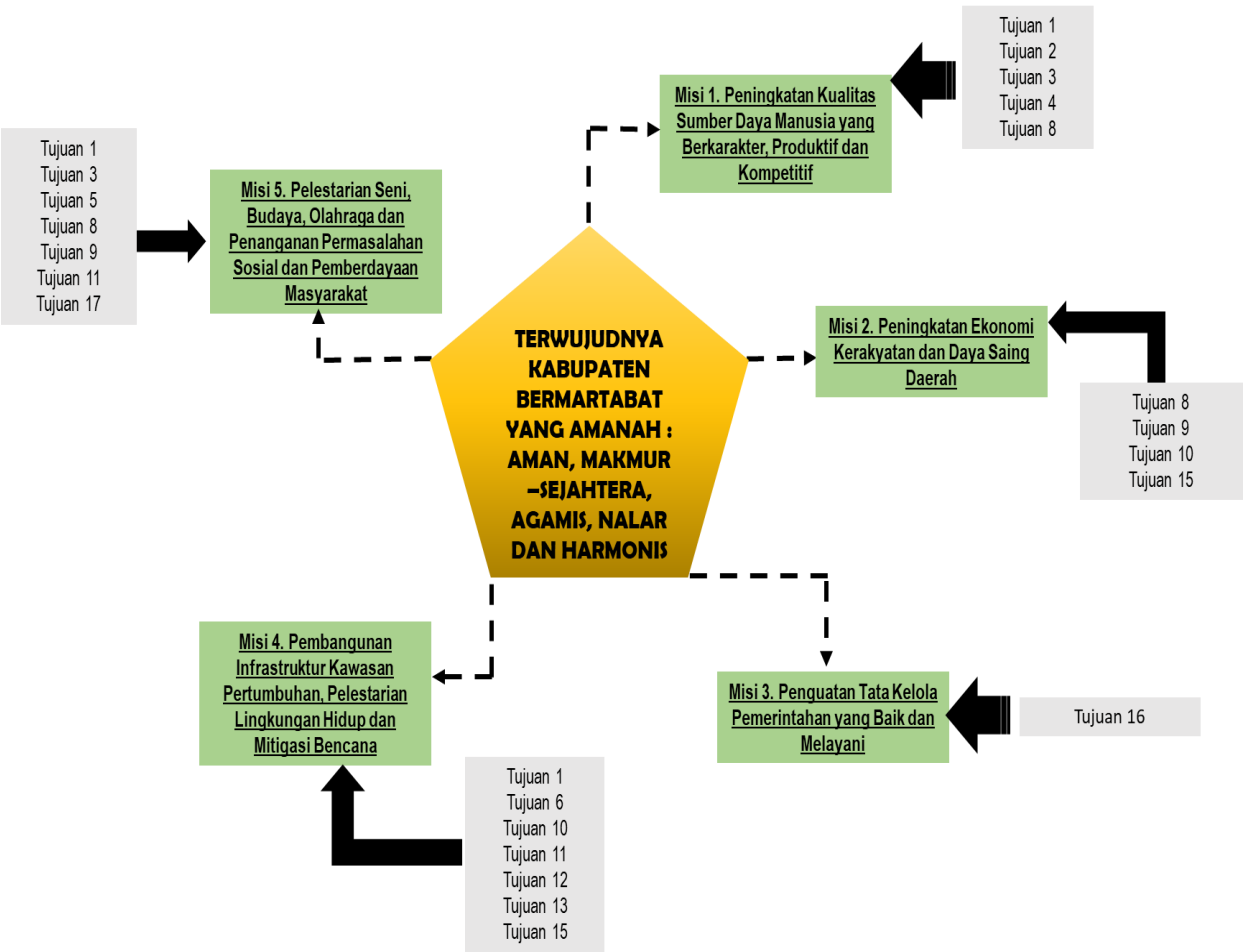 TERWUJUDNYA
KABUPATEN
BERMARTABAT
YANG AMANAH :
AMAN, MAKMUR
–SEJAHTERA,
AGAMIS, NALAR
DAN HARMONIS
Misi 1. Peningkatan Kualitas
Sumber Daya Manusia yang
Berkarakter, Produktif dan
Kompetitif
Tujuan 1
Tujuan 2
Tujuan 3
Tujuan 4
Tujuan 8
Misi 2. Peningkatan Ekonomi
Kerakyatan dan Daya Saing
Daerah
Tujuan 8
Tujuan 9
Tujuan 10
Tujuan 15
Misi 3. Penguatan Tata Kelola
Pemerintahan yang Baik dan
Melayani
Tujuan 16
Misi 4. Pembangunan
Infrastruktur Kawasan
Pertumbuhan, Pelestarian
Lingkungan Hidup dan
Mitigasi Bencana
Tujuan 1
Tujuan 6
Tujuan 10
Tujuan 11
Tujuan 12
Tujuan 13
Tujuan 15
Misi 5. Pelestarian Seni,
Budaya, Olahraga dan
Penanganan Permasalahan
Sosial dan Pemberdayaan
Masyarakat
Tujuan 1
Tujuan 3
Tujuan 5
Tujuan 8
Tujuan 9
Tujuan 11
Tujuan 17